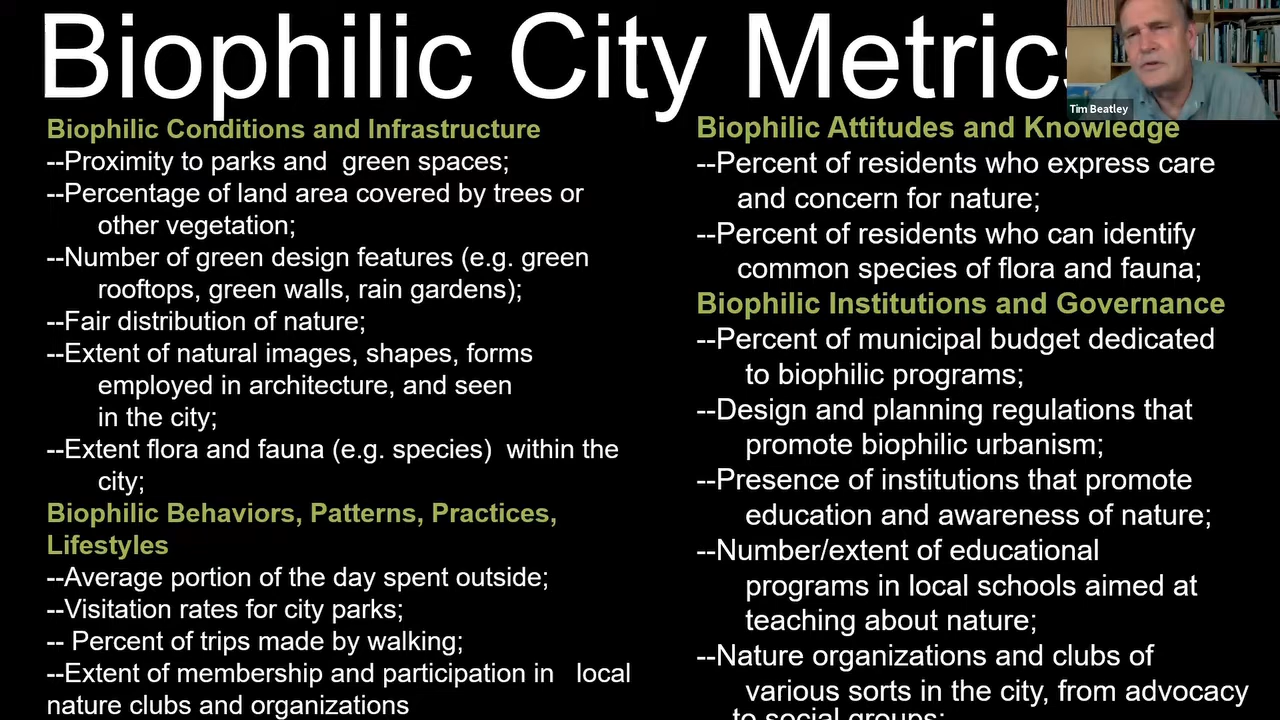 Biophilic City Metrics
Tim Beatley
Biophilic Conditions and Infrastructure
--Proximity to parks and green spaces;
--Percentage of land area covered by trees or
other vegetation;
--Number of green design features (e.g. green
rooftops, green walls, rain gardens);
--Fair distribution of nature;
--Extent of natural images, shapes, forms
employed in architecture, and seen
in the city;
--Extent flora and fauna (e.g. species) within the
city;
Biophilic Behaviors, Patterns, Practices,
Lifestyles
--Average portion of the day spent outside;
--Visitation rates for city parks;
-- Percent of trips made by walking;
--Extent of membership and participation in local
nature clubs and organizations
Biophilic Attitudes and Knowledge
--Percent of residents who express care
and concern for nature;
--Percent of residents who can identify
common species of flora and fauna;
Biophilic Institutions and Governance
--Percent of municipal budget dedicated
to biophilic programs;
--Design and planning regulations that
promote biophilic urbanism;
--Presence of institutions that promote
education and awareness of nature;
--Number/extent of educational
programs in local schools aimed at
teaching about nature;
--Nature organizations and clubs of
various sorts in the city, from advocacy
to social groups;